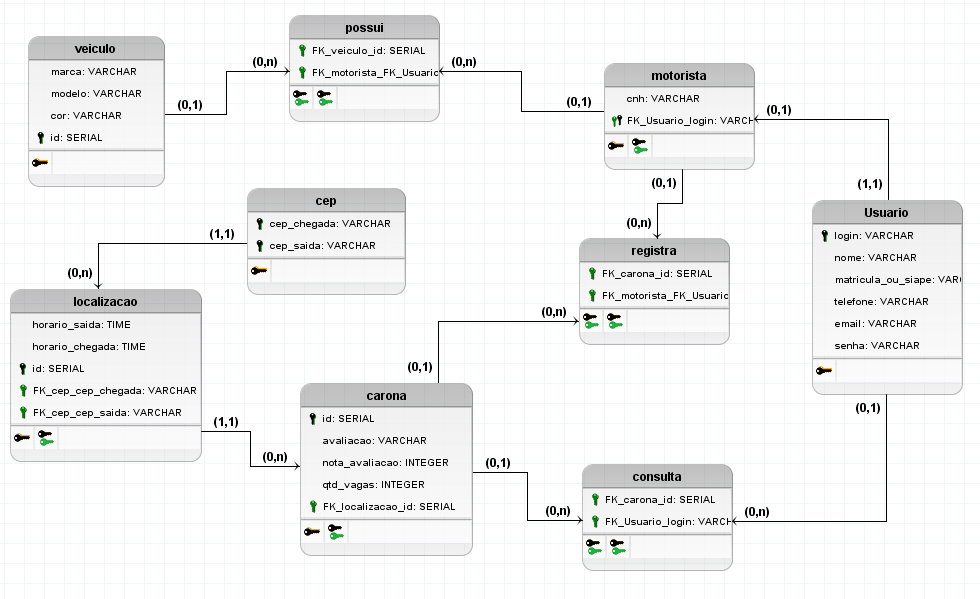 veiculo
marca: VARCHAR
modelo: VARCHAR
cor: VARCHAR
id: SERIAL
(0,1)
(0,n)
possui
FK_veiculo_id: SERIAL
FK_motorista_FK_Usuaric
(0,n)
(0,1)
motorista
cnh: VARCHAR
FK_Usuario_login: VARCH
(0,1)
(1,1)
Usuario
login: VARCHAR
nome: VARCHAR
matricula_ou_siape: VAR
telefone: VARCHAR
email: VARCHAR
senha: VARCHAR
(0,1)
(0,n)
cep
cep_chegada: VARCHAR
cep_saida: VARCHAR
(1,1)
(0,n)
localizacao
horario_saida: TIME
horario_chegada: TIME
id: SERIAL
FK_cep_cep_chegada: VARCHAR
FK_cep_cep_saida: VARCHAR
(1,1)
(0,n)
(0,1)
(0,n)
registra
FK_carona_id: SERIAL
FK_motorista_FK_Usuaric
(0,n)
(0,1)
carona
id: SERIAL
avaliacao: VARCHAR
nota_avaliacao: INTEGER
qtd_vagas: INTEGER
FK_localizacao_id: SERIAL
(0,1)
(0,n)
consulta
FK_carona_id: SERIAL
FK_Usuario_login: VARCH